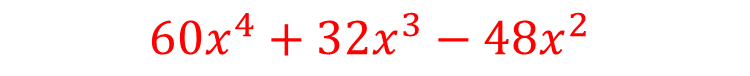 60x⁴ + 32x³ − 48x²